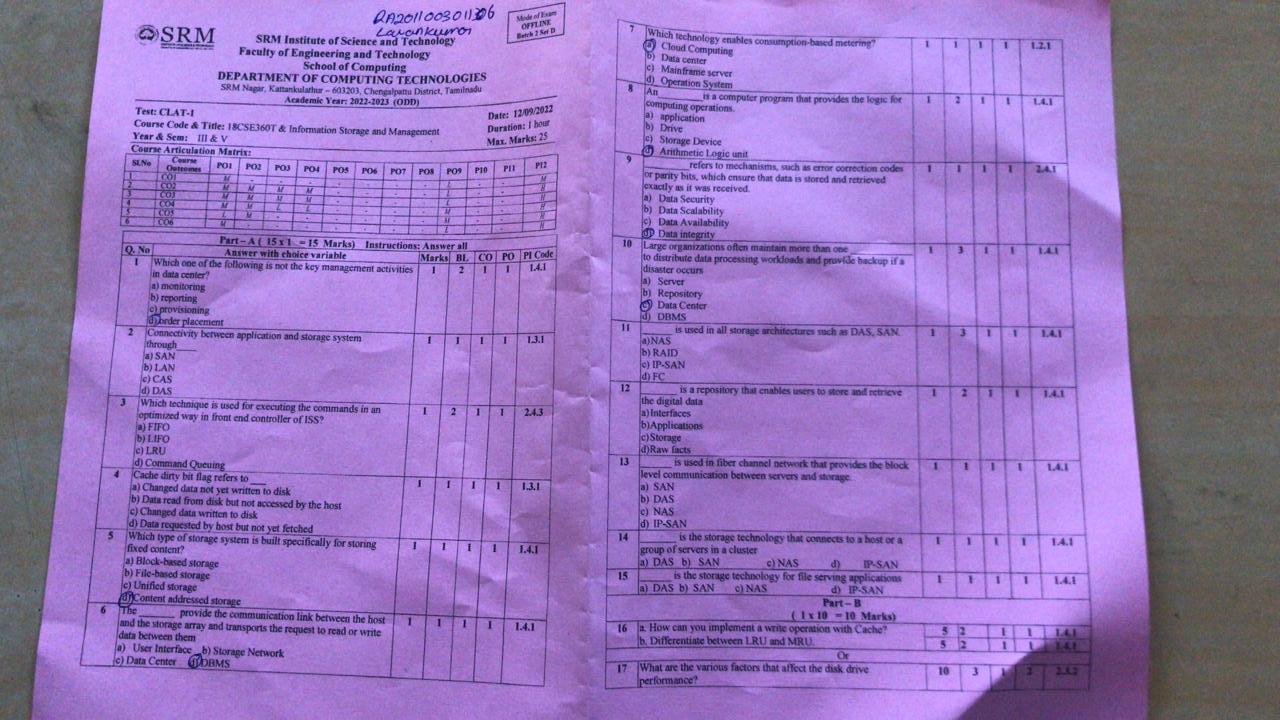 RA2011003011306
Lavankumar
Mode of Exam
OFFLINE
Batch 2 Set D
SRM
SRM Institute of Science and Technology
Faculty of Engineering and Technology
School of Computing
DEPARTMENT OF COMPUTING TECHNOLOGIES
SRM Nagar, Kattankulathur – 603203, Chengalpattu District, Tamilnadu
Academic Year: 2022-2023 (ODD)
Test: CLAT-1 Date: 12/09/2022
Course Code & Title: 18CSE360T & Information Storage and Management Duration: 1 hour
Year & Sem: III & V Max. Marks: 25
Course Articulation Matrix:
Sl.No Course Outcomes PO1 PO2 PO3 PO4 PO5 PO6 PO7 PO8 PO9 P10 P11 P12
1 CO1
2 CO2
3 CO3
4 CO4
5 CO5
6 CO6
Part – A ( 15 x 1 = 15 Marks) Instructions: Answer all
Q. No Answer with choice variable Marks BL CO PO PI Code
1 Which one of the following is not the key management activities 1 2 1 1 1.4.1
in data center?
a) monitoring
b) reporting
c) provisioning
d) order placement
2 Connectivity between application and storage system 1 1 1 1 1.3.1
through____
a) SAN
b) LAN
c) CAS
d) DAS
3 Which technique is used for executing the commands in an 1 2 1 1 2.4.3
optimized way in front end controller of ISS?
a) FIFO
b) LIFO
c) LRU
d) Command Queuing
4 Cache dirty bit flag refers to ___ 1 1 1 1 1.3.1
a) Changed data not yet written to disk
b) Data read from disk but not accessed by the host
c) Changed data written to disk
d) Data requested by host but not yet fetched
5 Which type of storage system is built specifically for storing 1 1 1 1 1.4.1
fixed content?
a) Block-based storage
b) File-based storage
c) Unified storage
d) Content addressed storage
6 The ______ provide the communication link between the host 1 1 1 1 1.4.1
and the storage array and transports the request to read or write
data between them
a) User Interface b) Storage Network
c) Data Center d) DBMS
7 Which technology enables consumption-based metering? 1 1 1 1 1.2.1
a) Cloud Computing
b) Data center
c) Mainframe server
d) Operation System
8 An ______ is a computer program that provides the logic for 1 2 1 1 1.4.1
computing operations.
a) application
b) Drive
c) Storage Device
d) Arithmetic Logic unit
9 ______ refers to mechanisms, such as error correction codes 1 1 1 1 2.4.1
or parity bits, which ensure that data is stored and retrieved
exactly as it was received.
a) Data Security
b) Data Scalability
c) Data Availability
d) Data integrity
10 Large organizations often maintain more than one ________ 1 3 1 1 1.4.1
to distribute data processing workloads and provide backup if a
disaster occurs
a) Server
b) Repository
c) Data Center
d) DBMS
11 ______ is used in all storage architectures such as DAS, SAN. 1 3 1 1 1.4.1
a)NAS
b) RAID
c) IP-SAN
d) FC
12 ______ is a repository that enables users to store and retrieve 1 2 1 1 1.4.1
the digital data
a)Interfaces
b)Applications
c)Storage
d)Raw facts
13 ______ is used in fiber channel network that provides the block 1 1 1 1 1.4.1
level communication between servers and storage.
a) SAN
b) DAS
c) NAS
d) IP-SAN
14 ______ is the storage technology that connects to a host or a 1 1 1 1 1.4.1
group of servers in a cluster
a) DAS b) SAN c) NAS d) IP-SAN
15 ______ is the storage technology for file serving applications 1 1 1 1 1.4.1
a) DAS b) SAN c) NAS d) IP-SAN
Part – B
( 1 x 10 = 10 Marks)
16 a. How can you implement a write operation with Cache? 5 2 1 1 1.4.1
b. Differentiate between LRU and MRU. 5 2 1 1 1.4.1
Or
17 What are the various factors that affect the disk drive 10 3 1 2 2.3.2
performance?